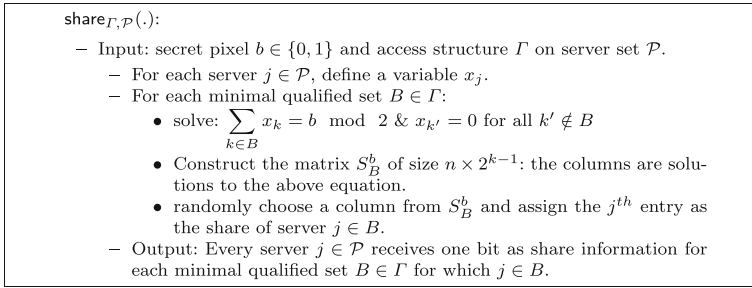 share_{Γ,𝒫}(.):
– Input: secret pixel b ∈ {0, 1} and access structure Γ on server set 𝒫.
– For each server j ∈ 𝒫, define a variable x_j.
– For each minimal qualified set B ∈ Γ:
• solve: ∑_{k∈B} x_k = b mod 2 & x_{k′} = 0 for all k′ ∉ B
• Construct the matrix S_B^b of size n × 2^{k−1}: the columns are solu-
tions to the above equation.
• randomly choose a column from S_B^b and assign the j^{th} entry as
the share of server j ∈ B.
– Output: Every server j ∈ 𝒫 receives one bit as share information for
each minimal qualified set B ∈ Γ for which j ∈ B.